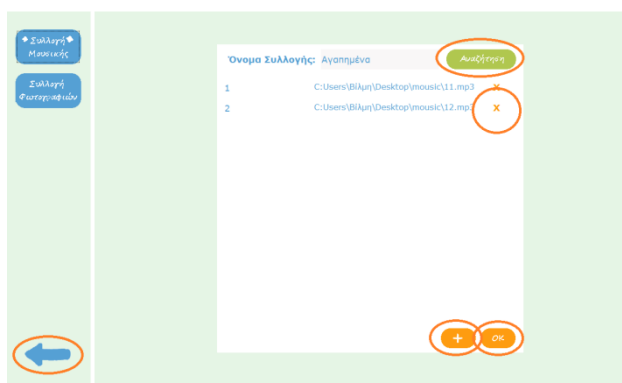 Συλλογή
Μουσικής
Συλλογή
Φωτογραφιών
Όνομα Συλλογής: Αγαπημένα
Αναζήτηση
1 C:Users\Βίλμη\Desktop\mousic\11.mp3 X
2 C:Users\Βίλμη\Desktop\mousic\12.mp3 X
+ OK